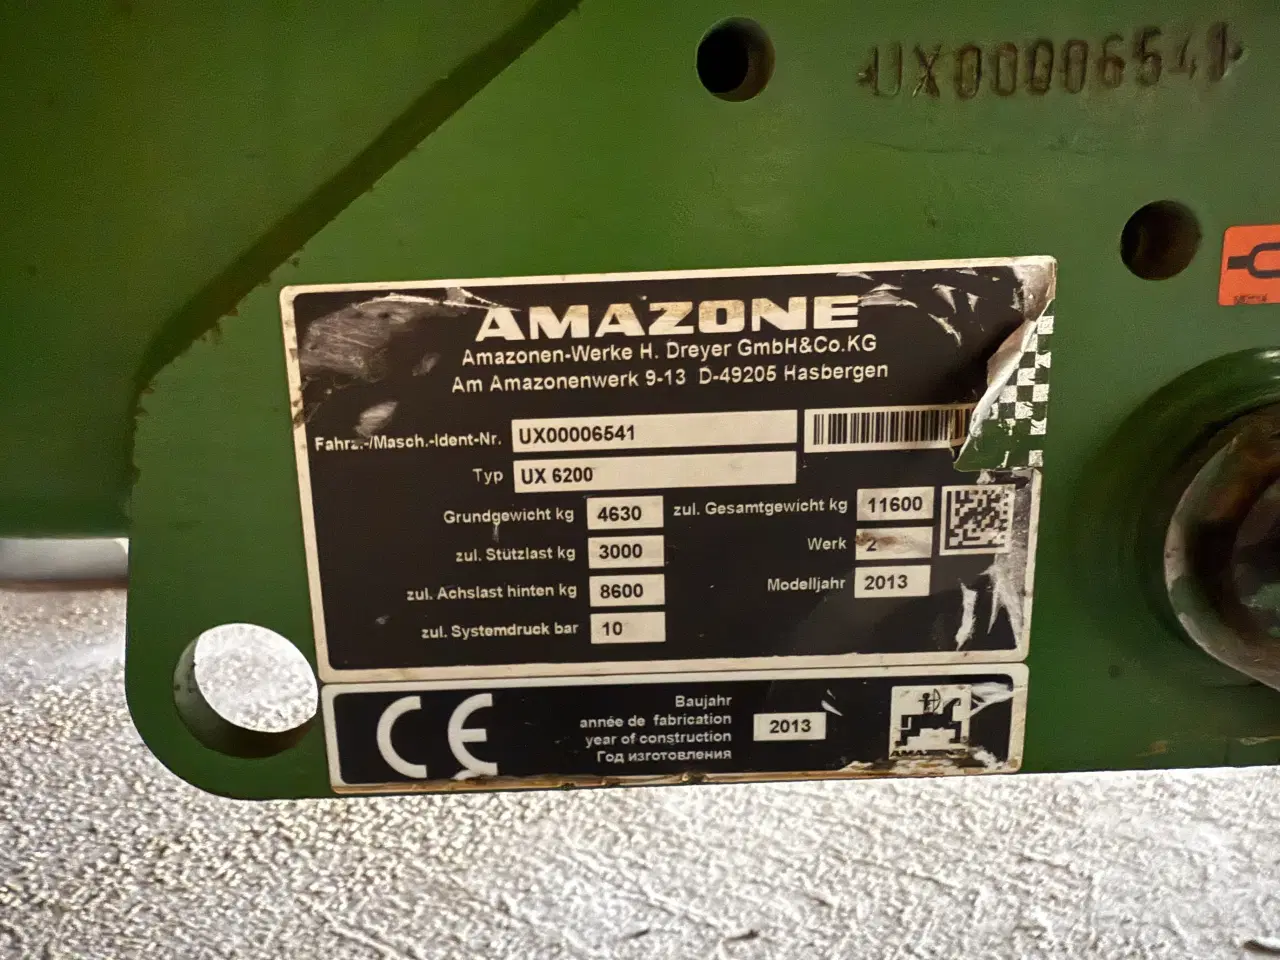 UX00006541
AMAZONE
Amazonen-Werke H. Dreyer GmbH&Co.KG
Am Amazonenwerk 9-13 D-49205 Hasbergen
Fahrz.-/Masch.-Ident-Nr. UX00006541
Typ UX 6200
Grundgewicht kg 4630 zul. Gesamtgewicht kg 11600
zul. Stützlast kg 3000 Werk 2
zul. Achslast hinten kg 8600 Modelljahr 2013
zul. Systemdruck bar 10
CE
Baujahr
année de fabrication
year of construction 2013
Год изготовления
AMAZONE